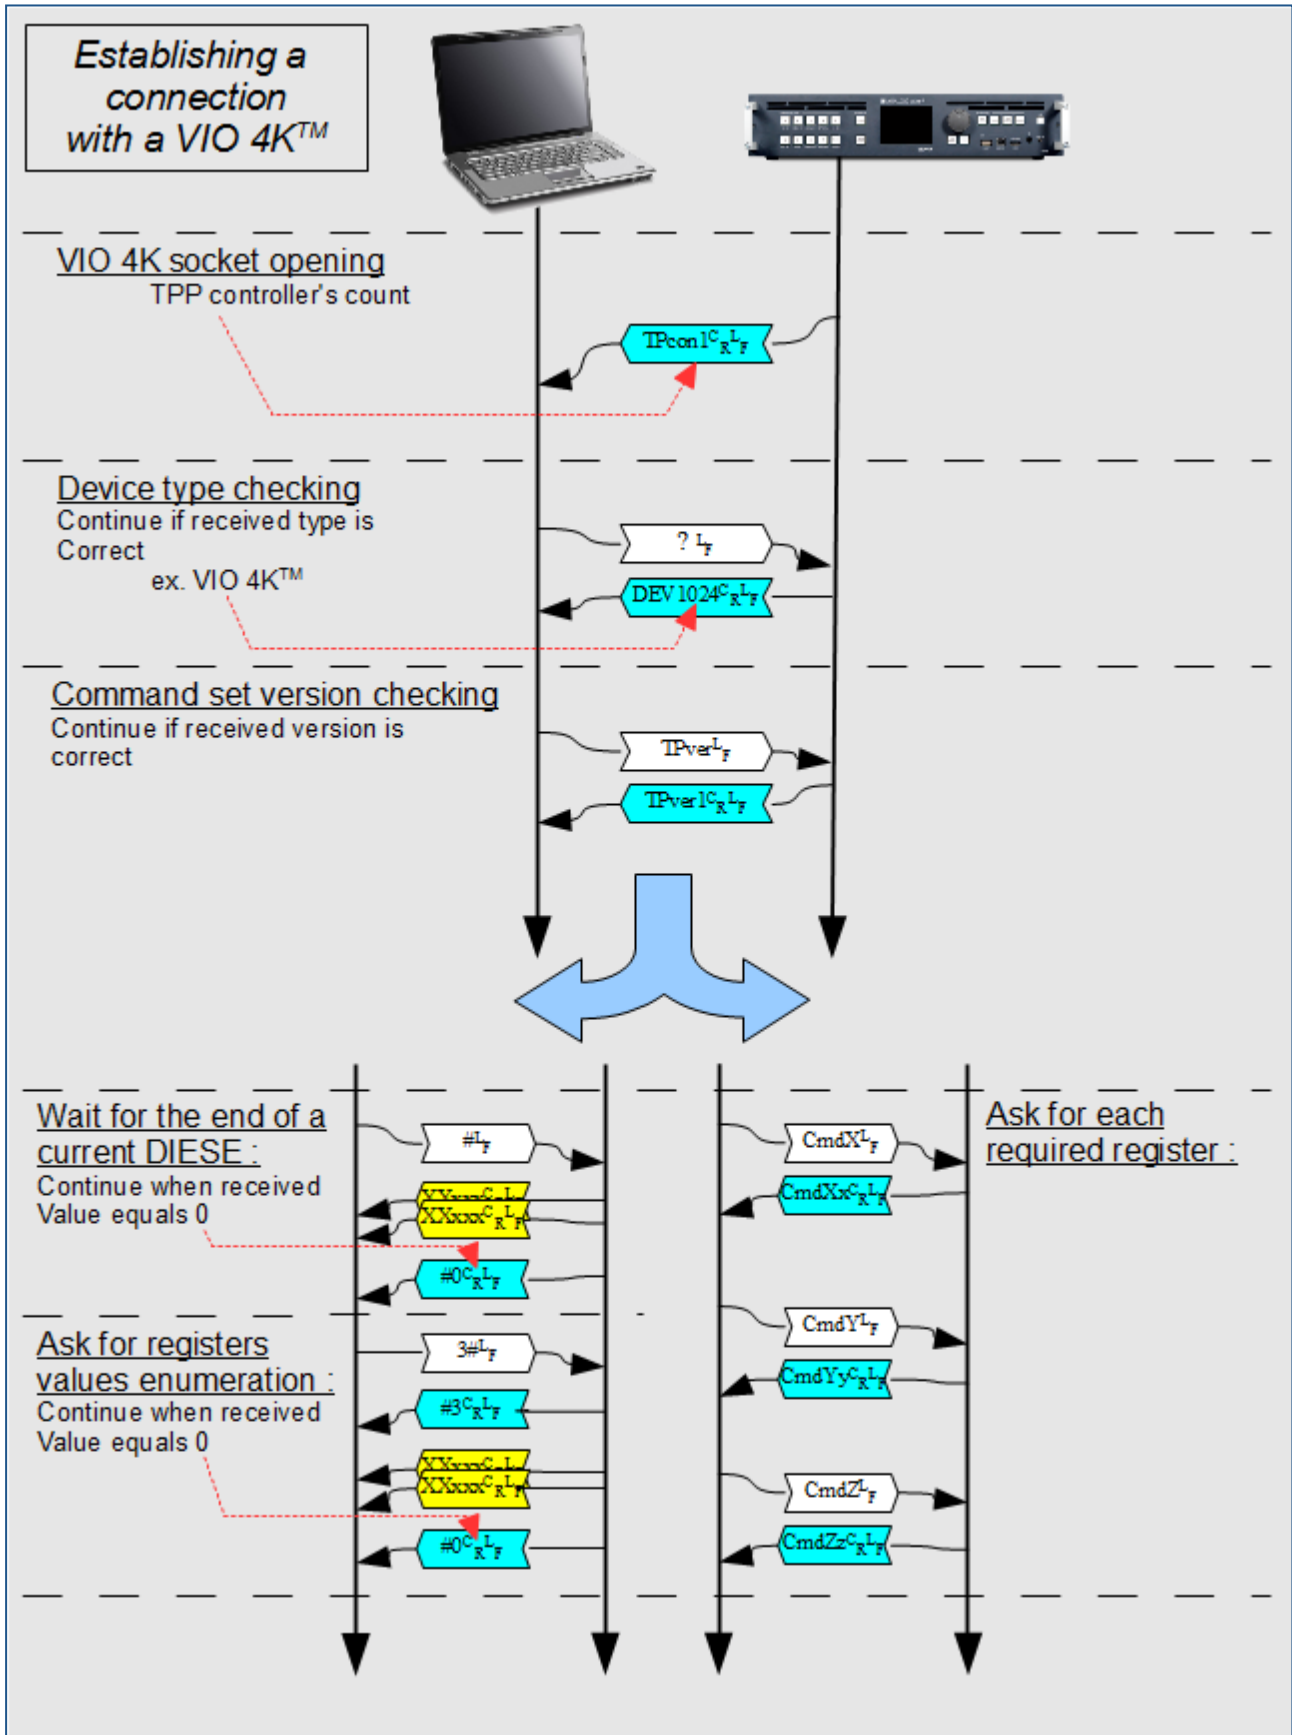 Establishing a
connection
with a VIO 4K™
VIO 4K socket opening
TPP controller's count
TPcon1CRLF
Device type checking
Continue if received type is
Correct
ex. VIO 4K™
? LF
DEV1024CRLF
Command set version checking
Continue if received version is
correct
TPverLF
TPver1CRLF
Wait for the end of a
current DIESE :
Continue when received
Value equals 0
#LF
XXxxxCRLF
#0CRLF
Ask for registers
values enumeration :
Continue when received
Value equals 0
3#LF
#3CRLF
XXxxxCRLF
#0CRLF
Ask for each
required register :
CmdXLF
CmdXxCRLF
CmdYLF
CmdYyCRLF
CmdZLF
CmdZzCRLF